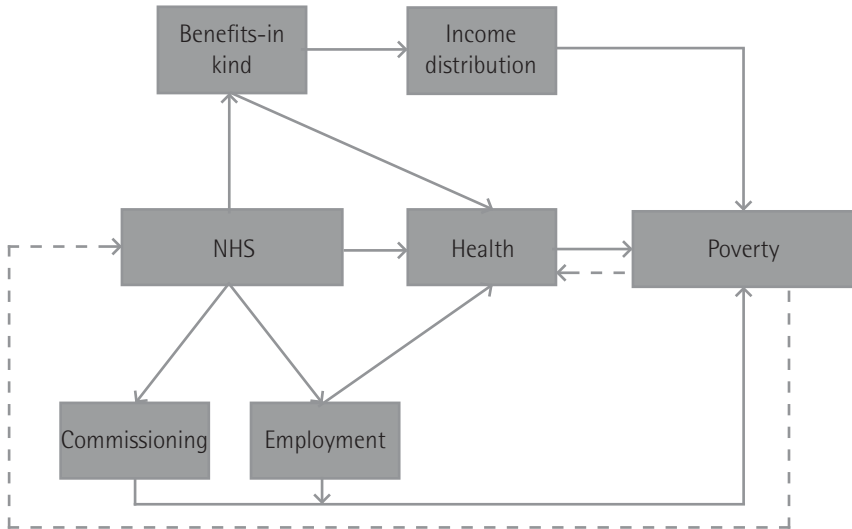 Benefits-in
kind
Income
distribution
NHS
Health
Poverty
Commissioning
Employment